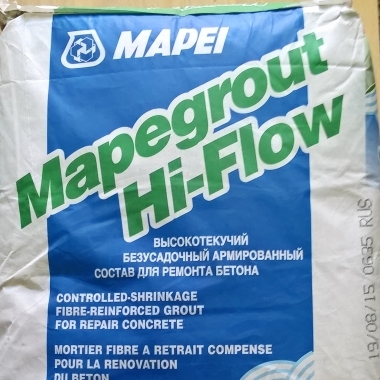 MAPEI
Mapegrout
Hi-Flow
ВЫСОКОТЕКУЧИЙ
БЕЗУСАДОЧНЫЙ АРМИРОВАННЫЙ
СОСТАВ ДЛЯ РЕМОНТА БЕТОНА
CONTROLLED-SHRINKAGE
FIBRE-REINFORCED GROUT
FOR REPAIR CONCRETE
MORTIER FIBRE A RETRAIT COMPENSE
POUR LA RENOVATION
DU BETON
19/08/15 0635 RUS